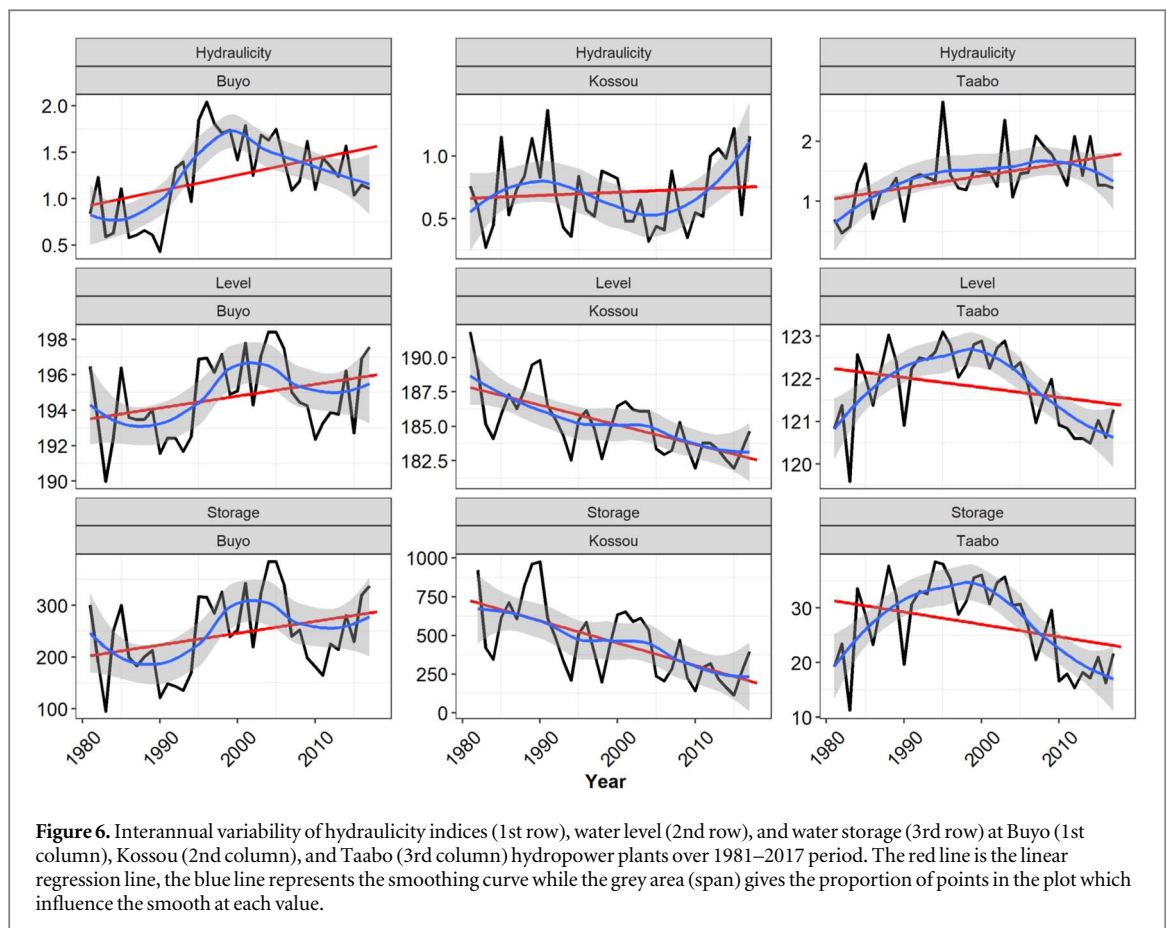 Hydraulicity
Buyo
2.0
1.5
1.0
0.5
Hydraulicity
Kossou
1.0
0.5
Hydraulicity
Taabo
2
1
Level
Buyo
198
196
194
192
190
Level
Kossou
190.0
187.5
185.0
182.5
Level
Taabo
123
122
121
120
Storage
Buyo
300
200
100
1980
1990
2000
2010
Storage
Kossou
1000
750
500
250
0
1980
1990
2000
2010
Storage
Taabo
30
20
10
1980
1990
2000
2010
Year
Figure 6. Interannual variability of hydraulicity indices (1st row), water level (2nd row), and water storage (3rd row) at Buyo (1st
column), Kossou (2nd column), and Taabo (3rd column) hydropower plants over 1981–2017 period. The red line is the linear
regression line, the blue line represents the smoothing curve while the grey area (span) gives the proportion of points in the plot which
influence the smooth at each value.